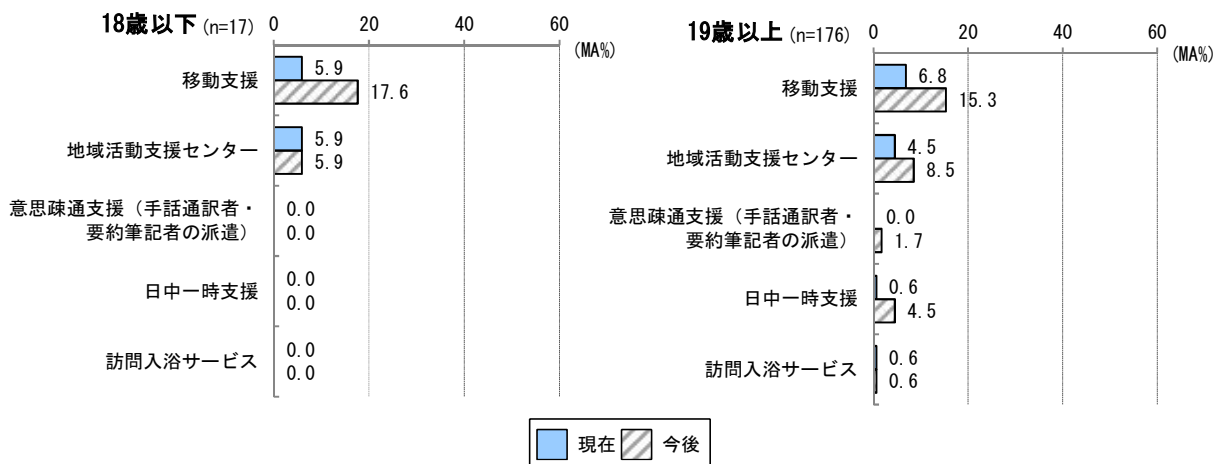 18歳以下 (n=17)
0 20 40 60
(MA%)
移動支援
5.9
17.6
地域活動支援センター
5.9
5.9
意思疎通支援（手話通訳者・
要約筆記者の派遣）
0.0
0.0
日中一時支援
0.0
0.0
訪問入浴サービス
0.0
0.0
19歳以上 (n=176)
0 20 40 60
(MA%)
移動支援
6.8
15.3
地域活動支援センター
4.5
8.5
意思疎通支援（手話通訳者・
要約筆記者の派遣）
0.0
1.7
日中一時支援
0.6
4.5
訪問入浴サービス
0.6
0.6
現在 今後